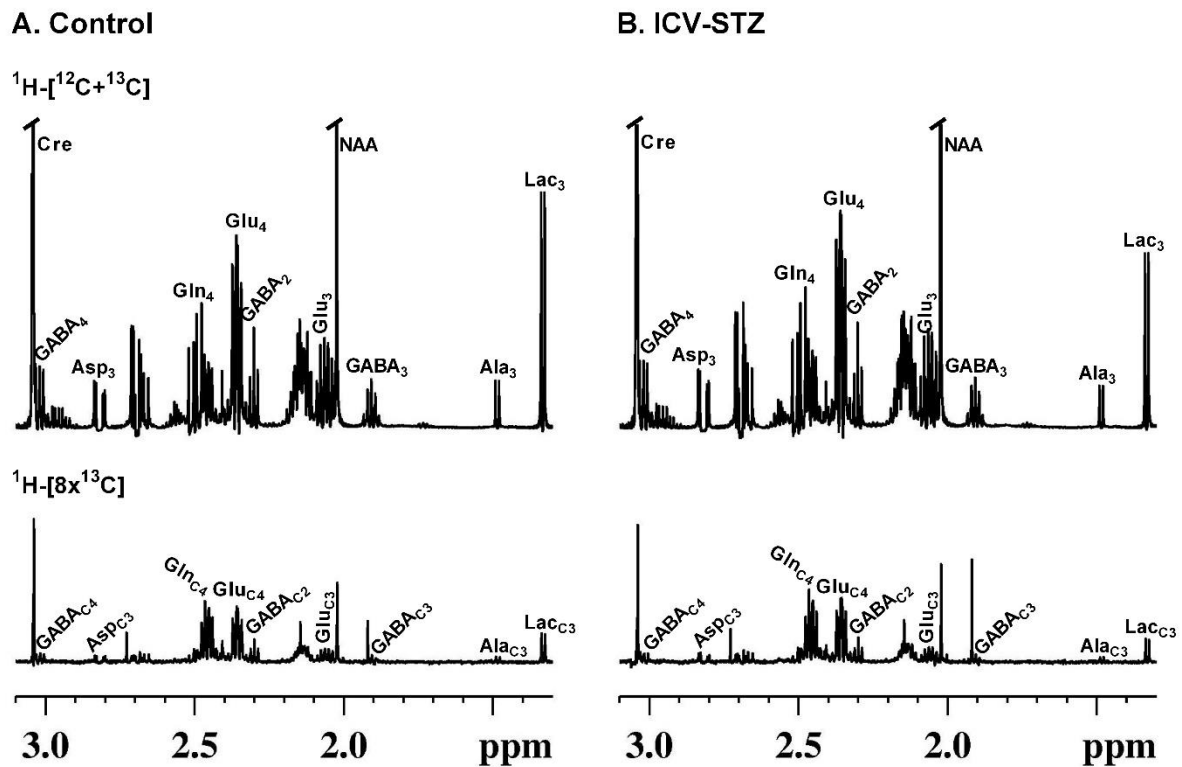 A. Control
¹H-[¹²C+¹³C]
Cre
NAA
Lac₃
Glu₄
Gln₄
GABA₂
GABA₄
Asp₃
Glu₃
GABA₃
Ala₃
¹H-[8x¹³C]
Gln_C4
Glu_C4
GABA_C4
Asp_C3
GABA_C2
Glu_C3
GABA_C3
Ala_C3
Lac_C3
3.0 2.5 2.0 ppm
B. ICV-STZ
Cre
NAA
Glu₄
Lac₃
Gln₄
GABA₂
GABA₄
Asp₃
Glu₃
GABA₃
Ala₃
Gln_C4
Glu_C4
GABA_C4
Asp_C3
GABA_C2
Glu_C3
GABA_C3
Ala_C3
Lac_C3
3.0 2.5 2.0 ppm